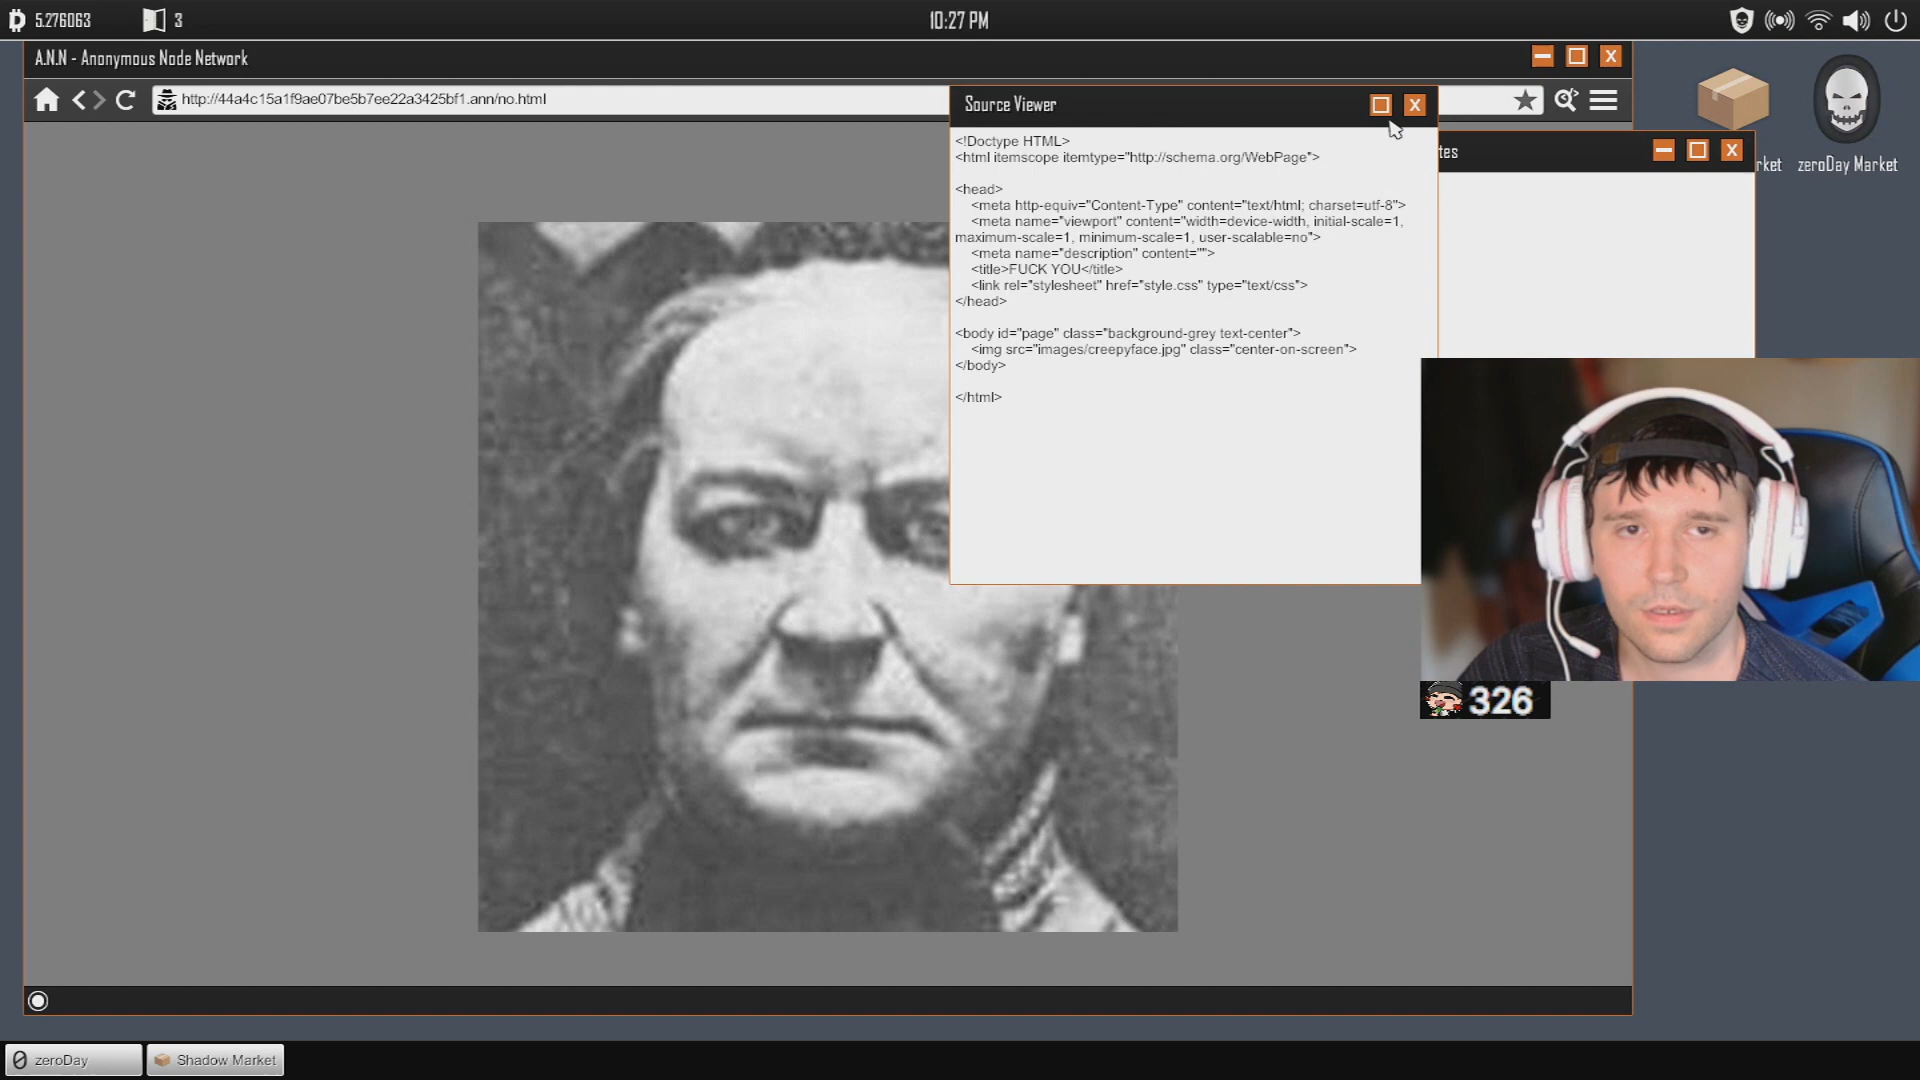 5.276063
3
10:27 PM
A.N.N - Anonymous Node Network
http://44a4c15a1f9ae07be5b7ee22a3425bf1.ann/no.html
Source Viewer
<!Doctype HTML>
<html itemscope itemtype="http://schema.org/WebPage">
<head>
<meta http-equiv="Content-Type" content="text/html; charset=utf-8">
<meta name="viewport" content="width=device-width, initial-scale=1,
maximum-scale=1, minimum-scale=1, user-scalable=no">
<meta name="description" content="">
<title>FUCK YOU</title>
<link rel="stylesheet" href="style.css" type="text/css">
</head>
<body id="page" class="background-grey text-center">
<img src="images/creepyface.jpg" class="center-on-screen">
</body>
</html>
tes
rket
zeroDay Market
326
zeroDay
Shadow Market